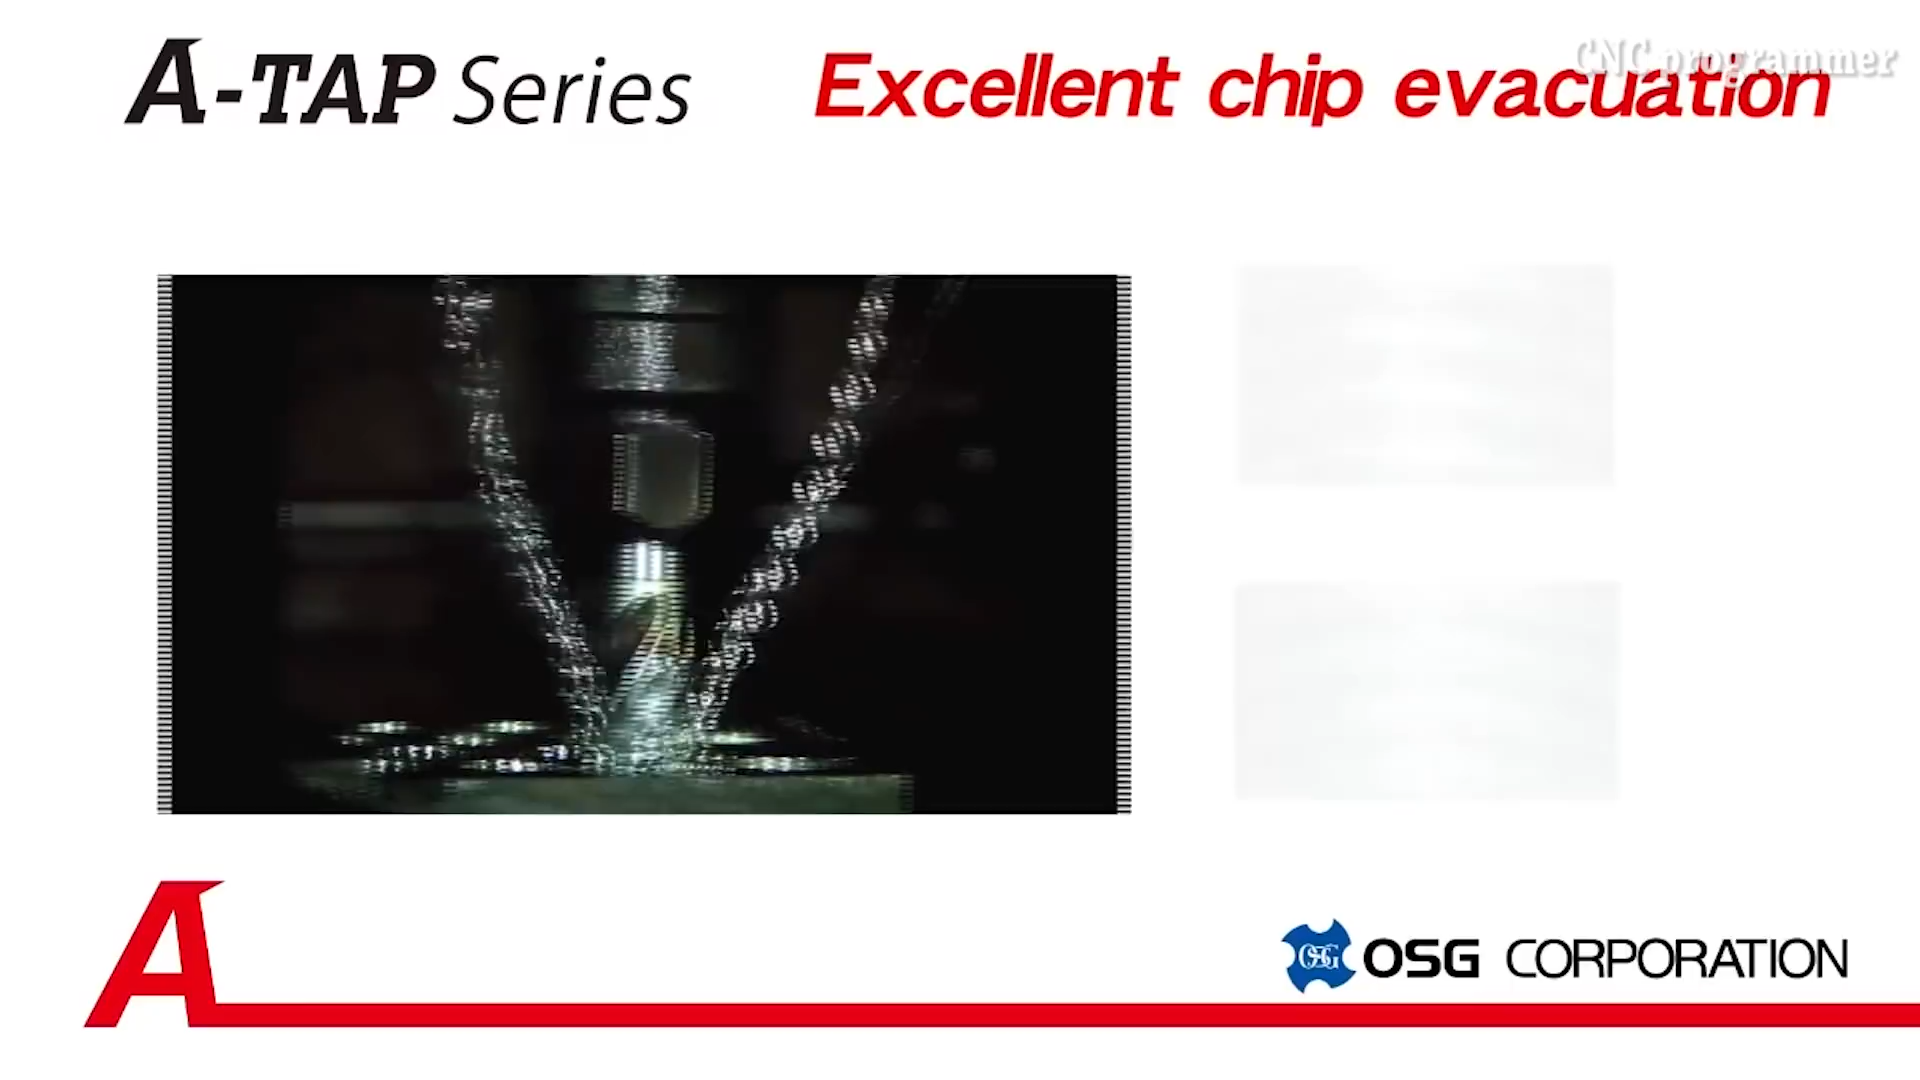 A-TAP Series
Excellent chip evacuation
CNC programmer
A
OSG OSG CORPORATION